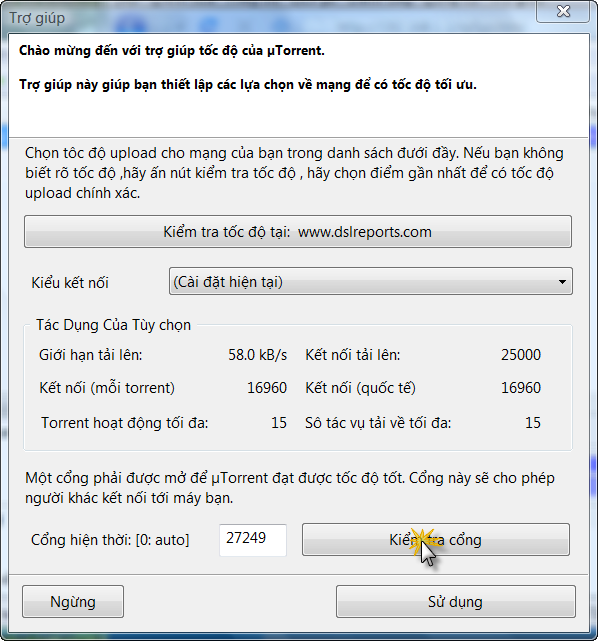 Trợ giúp
Chào mừng đến với trợ giúp tốc độ của µTorrent.
Trợ giúp này giúp bạn thiết lập các lựa chọn về mạng để có tốc độ tối ưu.
Chọn tôc độ upload cho mạng của bạn trong danh sách dưới đầy. Nếu bạn không
biết rõ tốc độ ,hãy ấn nút kiểm tra tốc độ , hãy chọn điểm gần nhất để có tốc độ
upload chính xác.
Kiểm tra tốc độ tại: www.dslreports.com
Kiểu kết nối (Cài đặt hiện tại)
Tác Dụng Của Tùy chọn
Giới hạn tải lên: 58.0 kB/s Kết nối tải lên: 25000
Kết nối (mỗi torrent) 16960 Kết nối (quốc tế) 16960
Torrent hoạt động tối đa: 15 Sô tác vụ tải về tối đa: 15
Một cổng phải được mở để µTorrent đạt được tốc độ tốt. Cổng này sẽ cho phép
người khác kết nối tới máy bạn.
Cổng hiện thời: [0: auto] 27249 Kiểm tra cổng
Ngừng Sử dụng